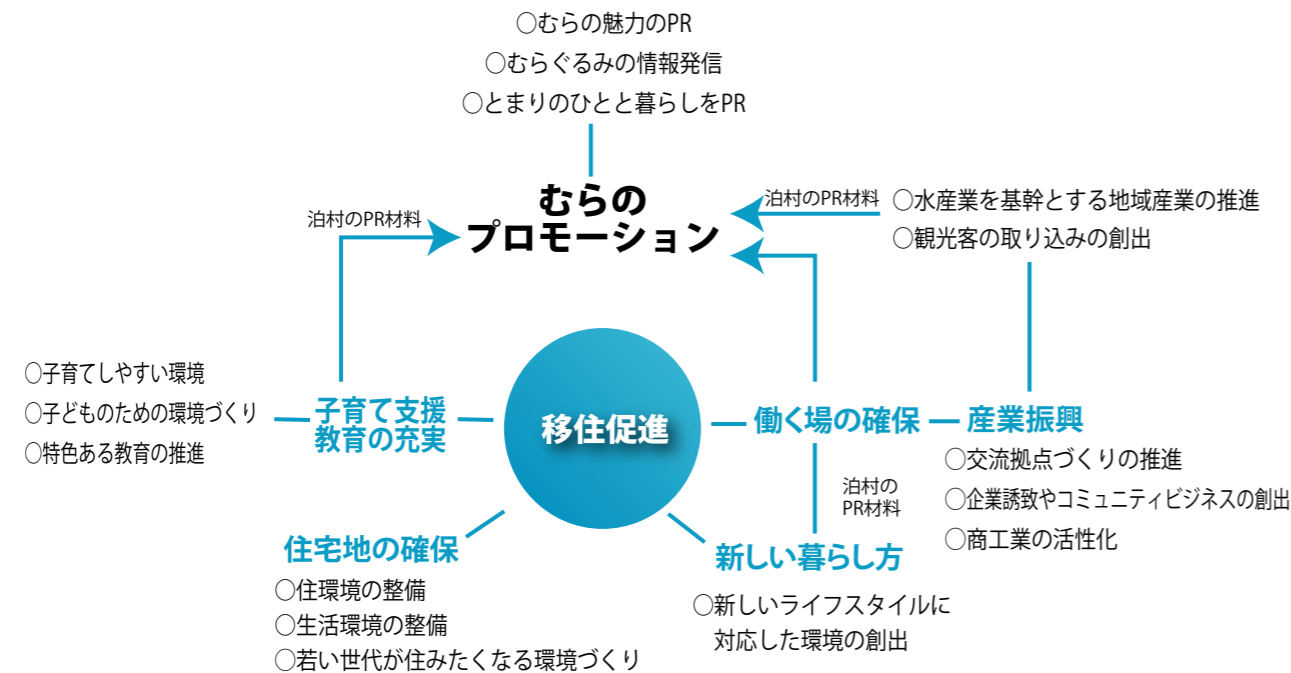 ○むらの魅力のPR
○むらぐるみの情報発信
○とまりのひとと暮らしをPR
むらの
プロモーション
泊村のPR材料
泊村のPR材料
○水産業を基幹とする地域産業の推進
○観光客の取り込みの創出
○子育てしやすい環境
○子どものための環境づくり
○特色ある教育の推進
子育て支援
教育の充実
移住促進
働く場の確保
産業振興
○交流拠点づくりの推進
○企業誘致やコミュニティビジネスの創出
○商工業の活性化
泊村の
PR材料
住宅地の確保
○住環境の整備
○生活環境の整備
○若い世代が住みたくなる環境づくり
新しい暮らし方
○新しいライフスタイルに
対応した環境の創出